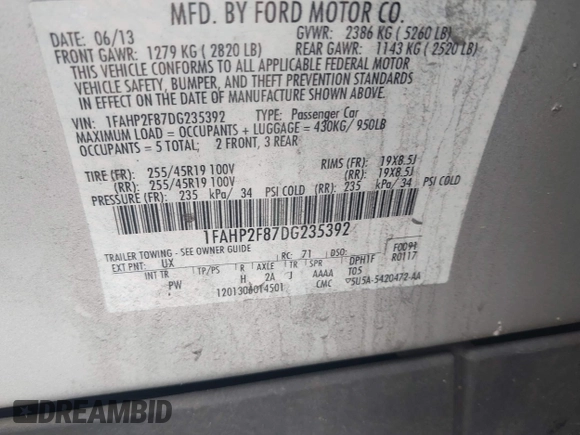 MFD. BY FORD MOTOR CO.
DATE: 06/13 GVWR: 2386 KG ( 5260 LB)
FRONT GAWR: 1279 KG ( 2820 LB) REAR GAWR: 1143 KG ( 2520 LB)
THIS VEHICLE CONFORMS TO ALL APPLICABLE FEDERAL MOTOR
VEHICLE SAFETY, BUMPER, AND THEFT PREVENTION STANDARDS
IN EFFECT ON THE DATE OF MANUFACTURE SHOWN ABOVE.
VIN: 1FAHP2F87DG235392 TYPE: Passenger Car
MAXIMUM LOAD = OCCUPANTS + LUGGAGE = 430KG/ 950LB
OCCUPANTS = 5 TOTAL; 2 FRONT, 3 REAR
TIRE (FR): 255/45R19 100V RIMS (FR): 19X8.5J
(RR): 255/45R19 100V (RR): 19X8.5J
PRESSURE (FR): 235 kPa/ 34 PSI COLD (RR): 235 kPa/ 34 PSI COLD
1FAHP2F87DG235392
TRAILER TOWING - SEE OWNER GUIDE
EXT PNT: UX RC: 71 DSO: F0D91
R0117
INT TR TP/PS R AXLE TR SPR DPH1F
PW H 2A J AAAA T05
1201306014501 CMC 5U5A-5420472-AA
DREAMBID